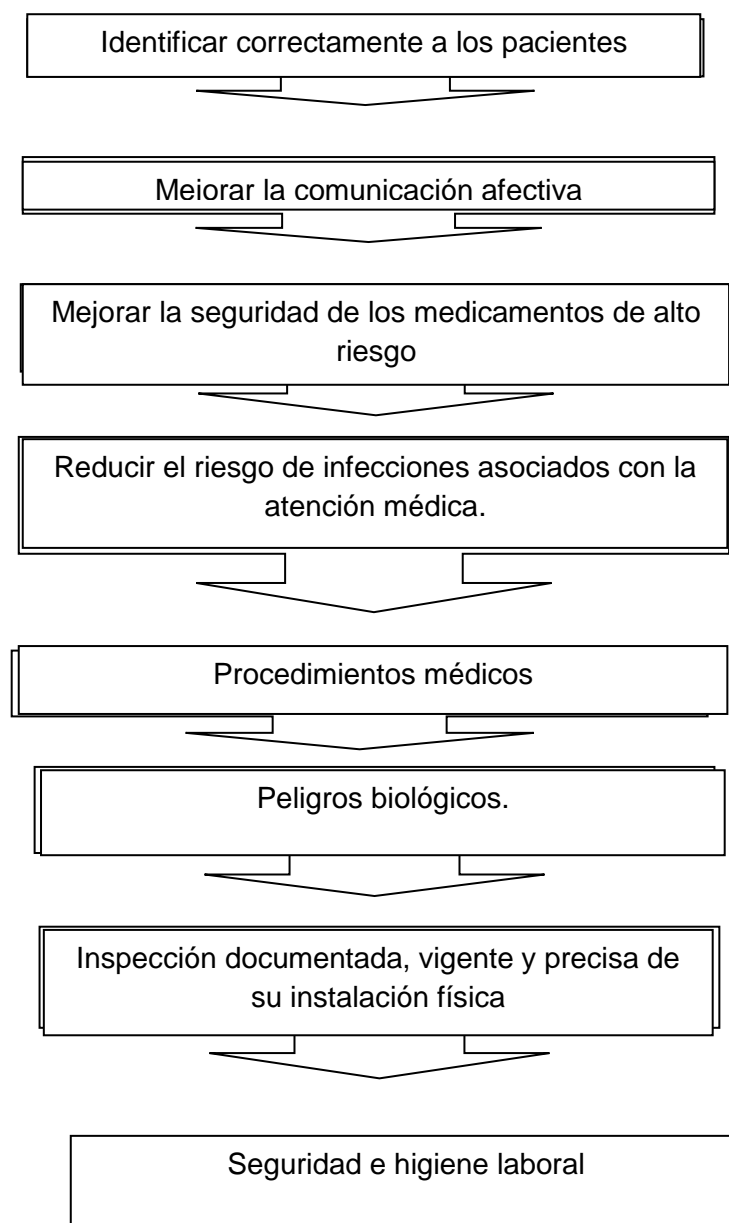 Identificar correctamente a los pacientes
Mejorar la comunicación afectiva
Mejorar la seguridad de los medicamentos de alto
riesgo
Reducir el riesgo de infecciones asociados con la
atención médica.
Procedimientos médicos
Peligros biológicos.
Inspección documentada, vigente y precisa de
su instalación física
Seguridad e higiene laboral